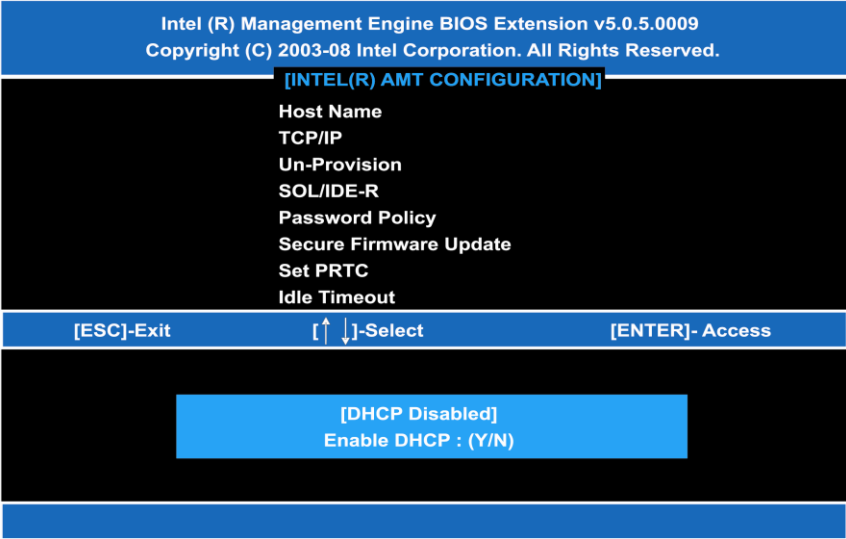 Intel (R) Management Engine BIOS Extension v5.0.5.0009
Copyright (C) 2003-08 Intel Corporation. All Rights Reserved.
[INTEL(R) AMT CONFIGURATION]
Host Name
TCP/IP
Un-Provision
SOL/IDE-R
Password Policy
Secure Firmware Update
Set PRTC
Idle Timeout
[ESC]-Exit [↑ ↓]-Select [ENTER]- Access
[DHCP Disabled]
Enable DHCP : (Y/N)